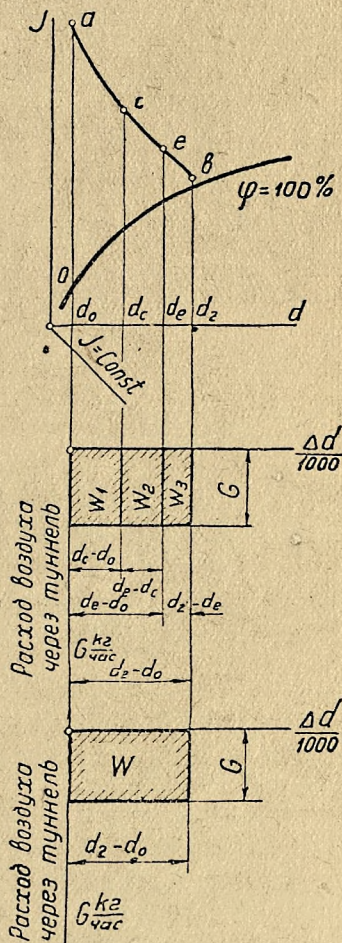 J
a
c
e
в
φ=100%
0
d₀ d_c d_e d₂ d
J=Const
Δd/1000
W₁ W₂ W₃ G
d_c-d₀
d_e-d_c
d_e-d₀ d₂-d_e
Расход воздуха
через туннель
G кг/час
d₂-d₀
Δd/1000
W G
d₂-d₀
Расход воздуха
через туннель
G кг/час